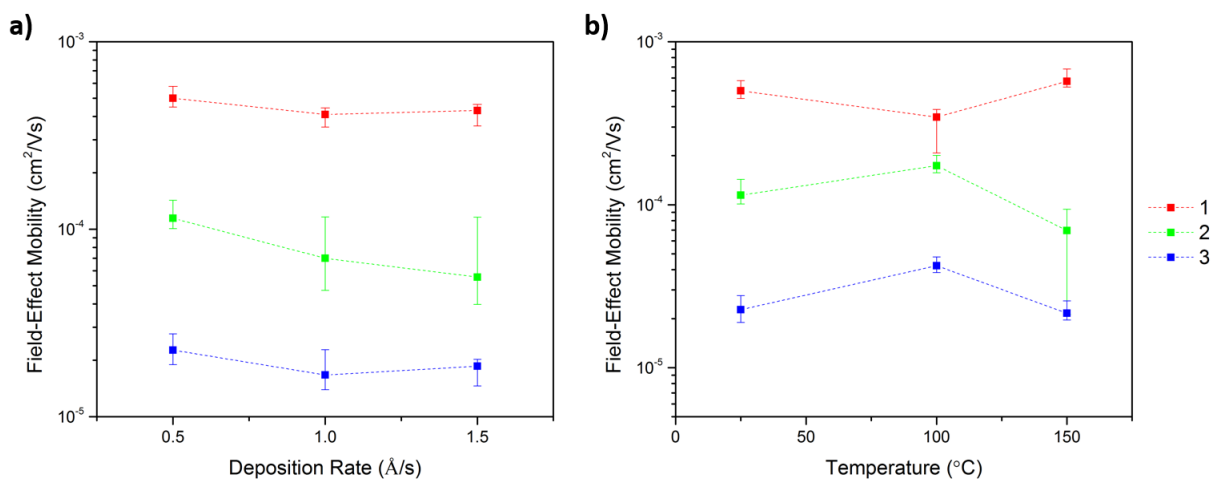 a)
Field-Effect Mobility (cm²/Vs)
10⁻³
10⁻⁴
10⁻⁵
0.5 1.0 1.5
Deposition Rate (Å/s)
b)
Field-Effect Mobility (cm²/Vs)
10⁻³
10⁻⁴
10⁻⁵
0 50 100 150
Temperature (°C)
1
2
3